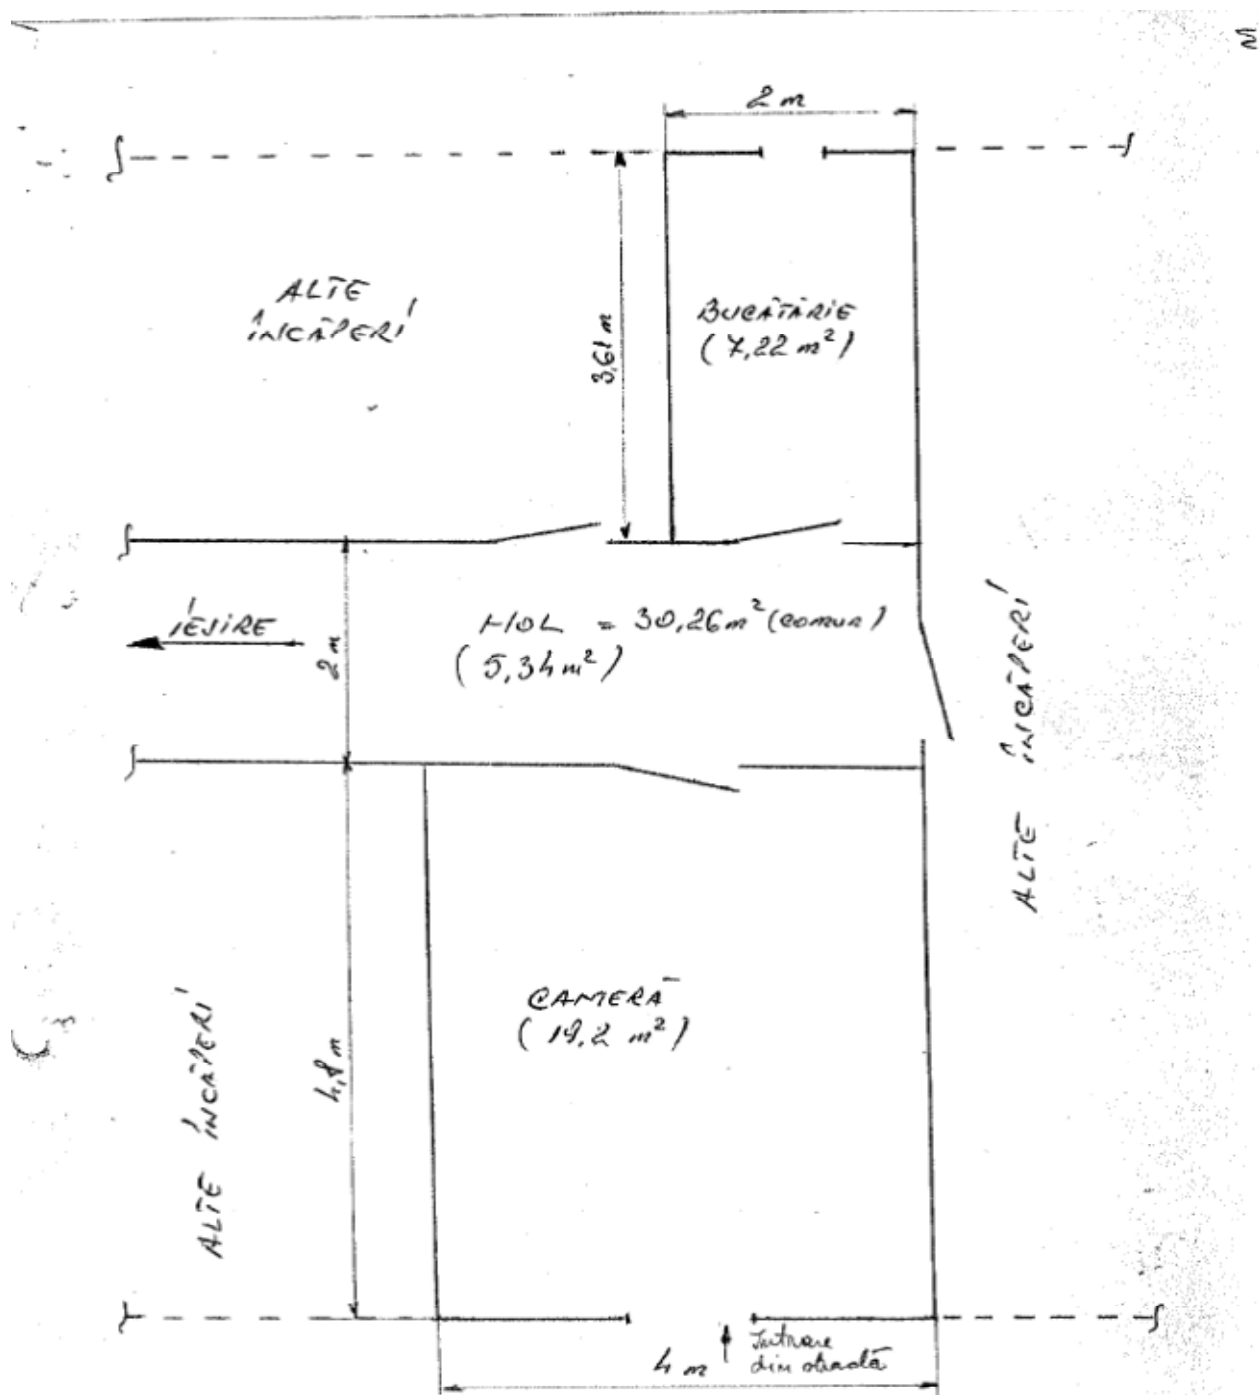 2 m
ALTE
ÎNCĂPERI
3,61 m
BUCĂTĂRIE
(7,22 m²)
IEȘIRE
2 m
HOL = 30,26 m² (comun)
(5,34 m²)
ALTE ÎNCĂPERI
CAMERĂ
(19,2 m²)
4,8 m
ALTE ÎNCĂPERI
4 m
Intrare
din stradă